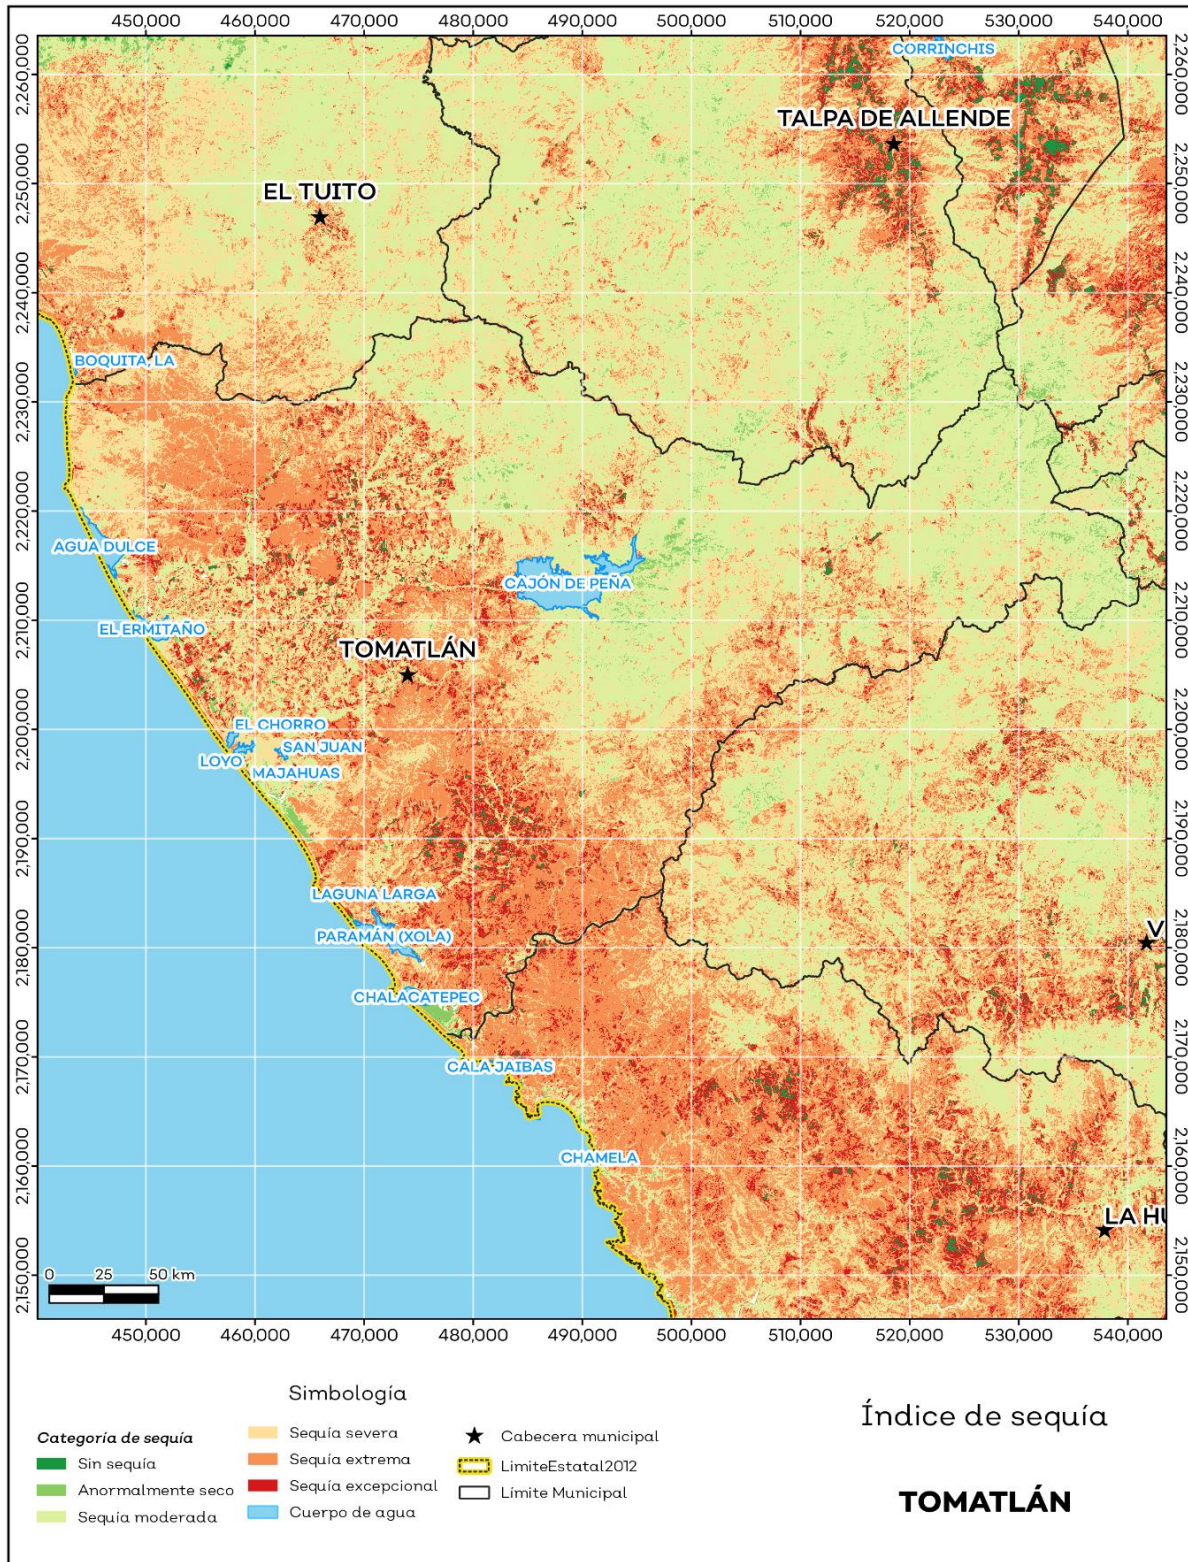 450,000 460,000 470,000 480,000 490,000 500,000 510,000 520,000 530,000 540,000
CORRINCHIS
2,260,000 2,260,000
TALPA DE ALLENDE
2,250,000 2,250,000
EL TUITO
2,240,000 2,240,000
BOQUITA, LA
2,230,000 2,230,000
2,220,000 2,220,000
AGUA DULCE
CAJÓN DE PEÑA
2,210,000 2,210,000
EL ERMITAÑO
TOMATLÁN
2,200,000 2,200,000
EL CHORRO
SAN JUAN
LOYO
MAJAHUAS
2,190,000 2,190,000
LAGUNA LARGA
PARAMÁN (XOLA)
V
2,180,000 2,180,000
CHALACATEPEC
2,170,000 2,170,000
CALA JAIBAS
2,160,000 2,160,000
CHAMELA
LA HU
2,150,000 2,150,000
0 25 50 km
450,000 460,000 470,000 480,000 490,000 500,000 510,000 520,000 530,000 540,000
Simbología
Categoría de sequía
Sin sequía
Anormalmente seco
Sequía moderada
Sequía severa
Sequía extrema
Sequía excepcional
Cuerpo de agua
Cabecera municipal
LimiteEstatal2012
Límite Municipal
Índice de sequía
TOMATLÁN